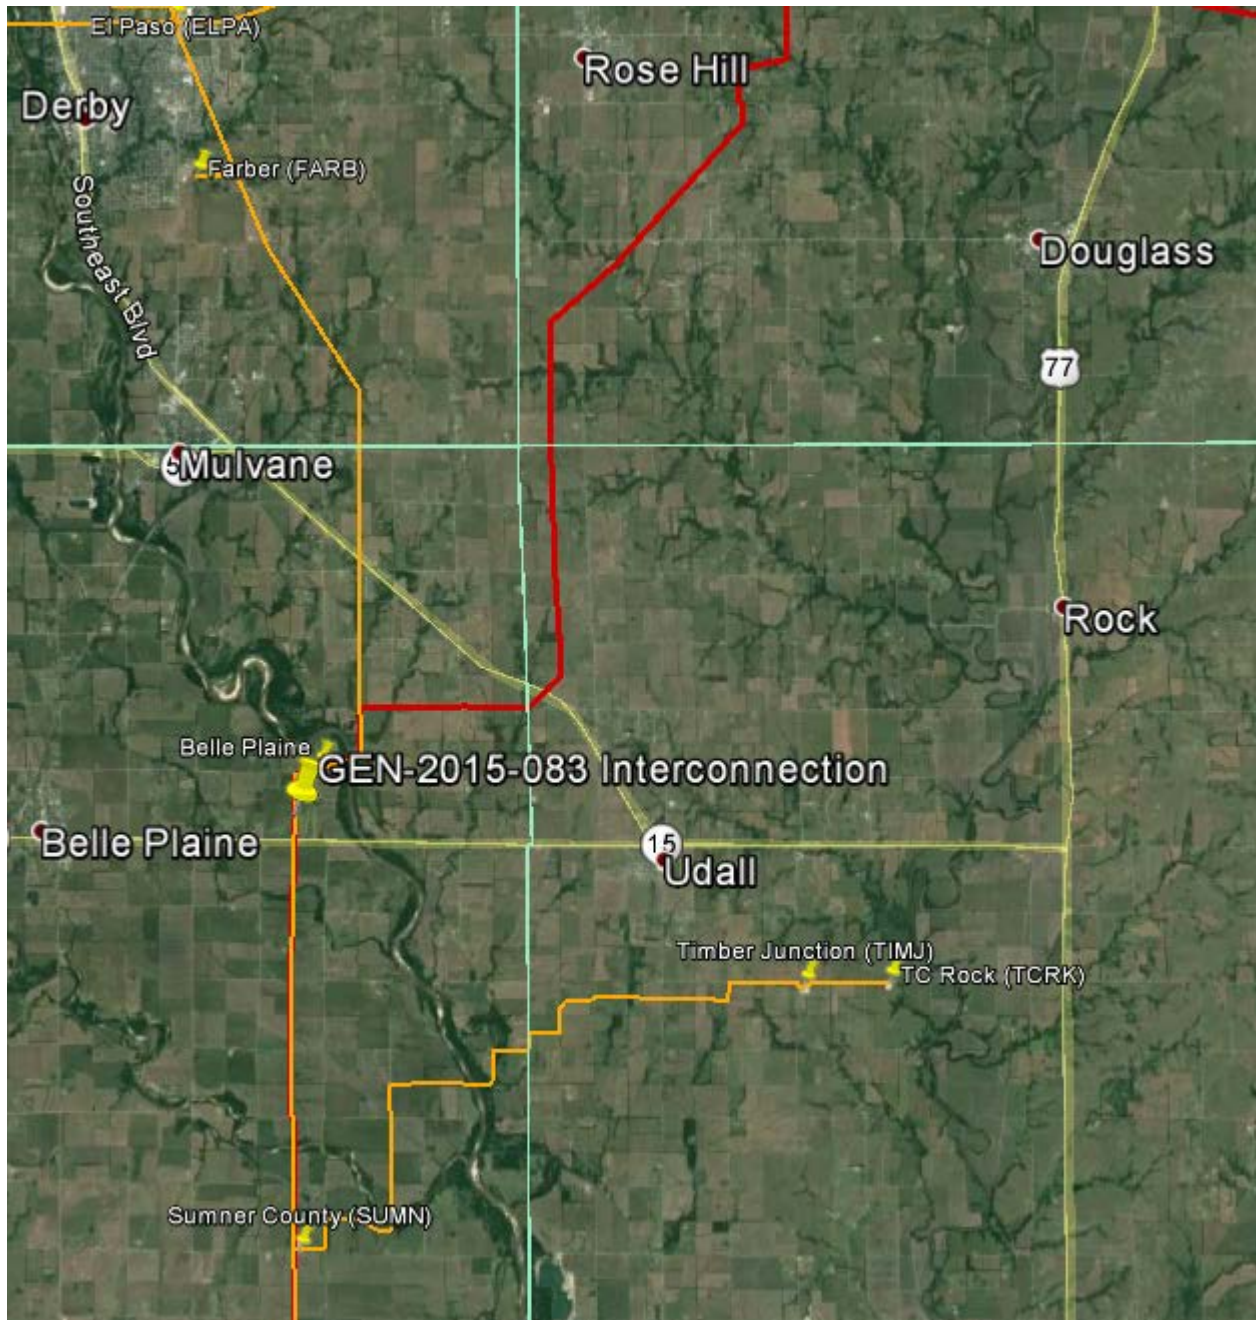 El Paso (ELPA)
Rose Hill
Derby
Farber (FARB)
Southeast Blvd
Douglass
77
5
Mulvane
Rock
Belle Plaine
GEN-2015-083 Interconnection
Belle Plaine
15
Udall
Timber Junction (TIMJ)
TC Rock (TCRK)
Sumner County (SUMN)